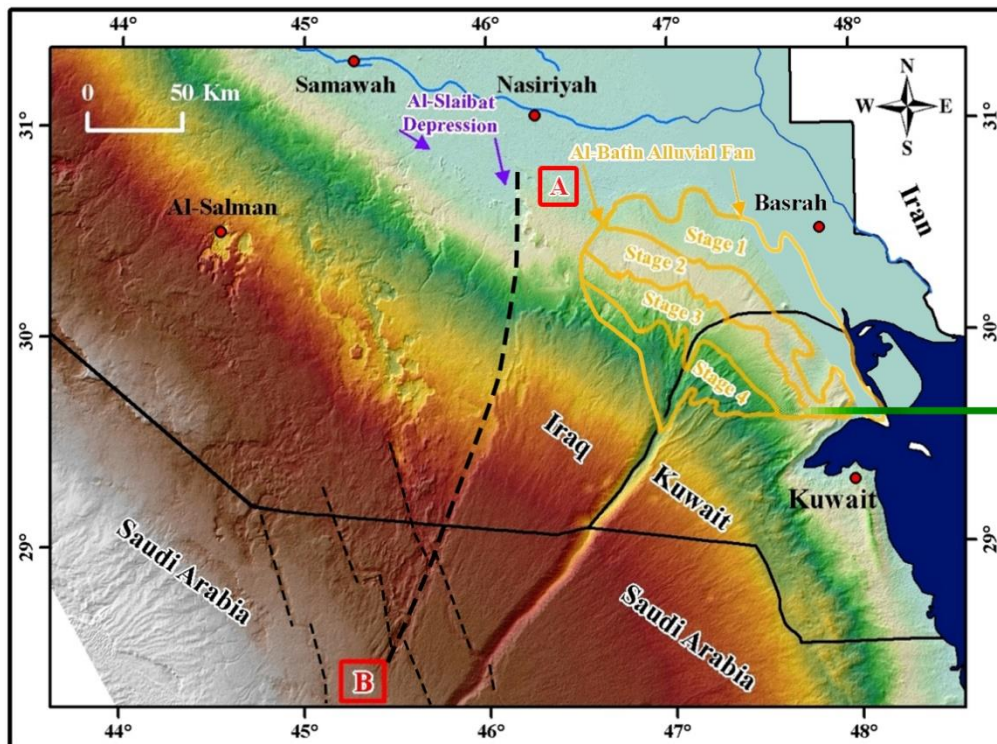 44°
45°
46°
47°
48°
0 50 Km
Samawah
Nasiriyah
N
W E
S
Al-Slaibat
Depression
31°
31°
A
Al-Batin Alluvial Fan
Al-Salman
Basrah
Iran
Stage 1
Stage 2
Stage 3
Stage 4
30°
30°
Iraq
Kuwait
Kuwait
29°
29°
Saudi Arabia
Saudi Arabia
B
44°
45°
46°
47°
48°